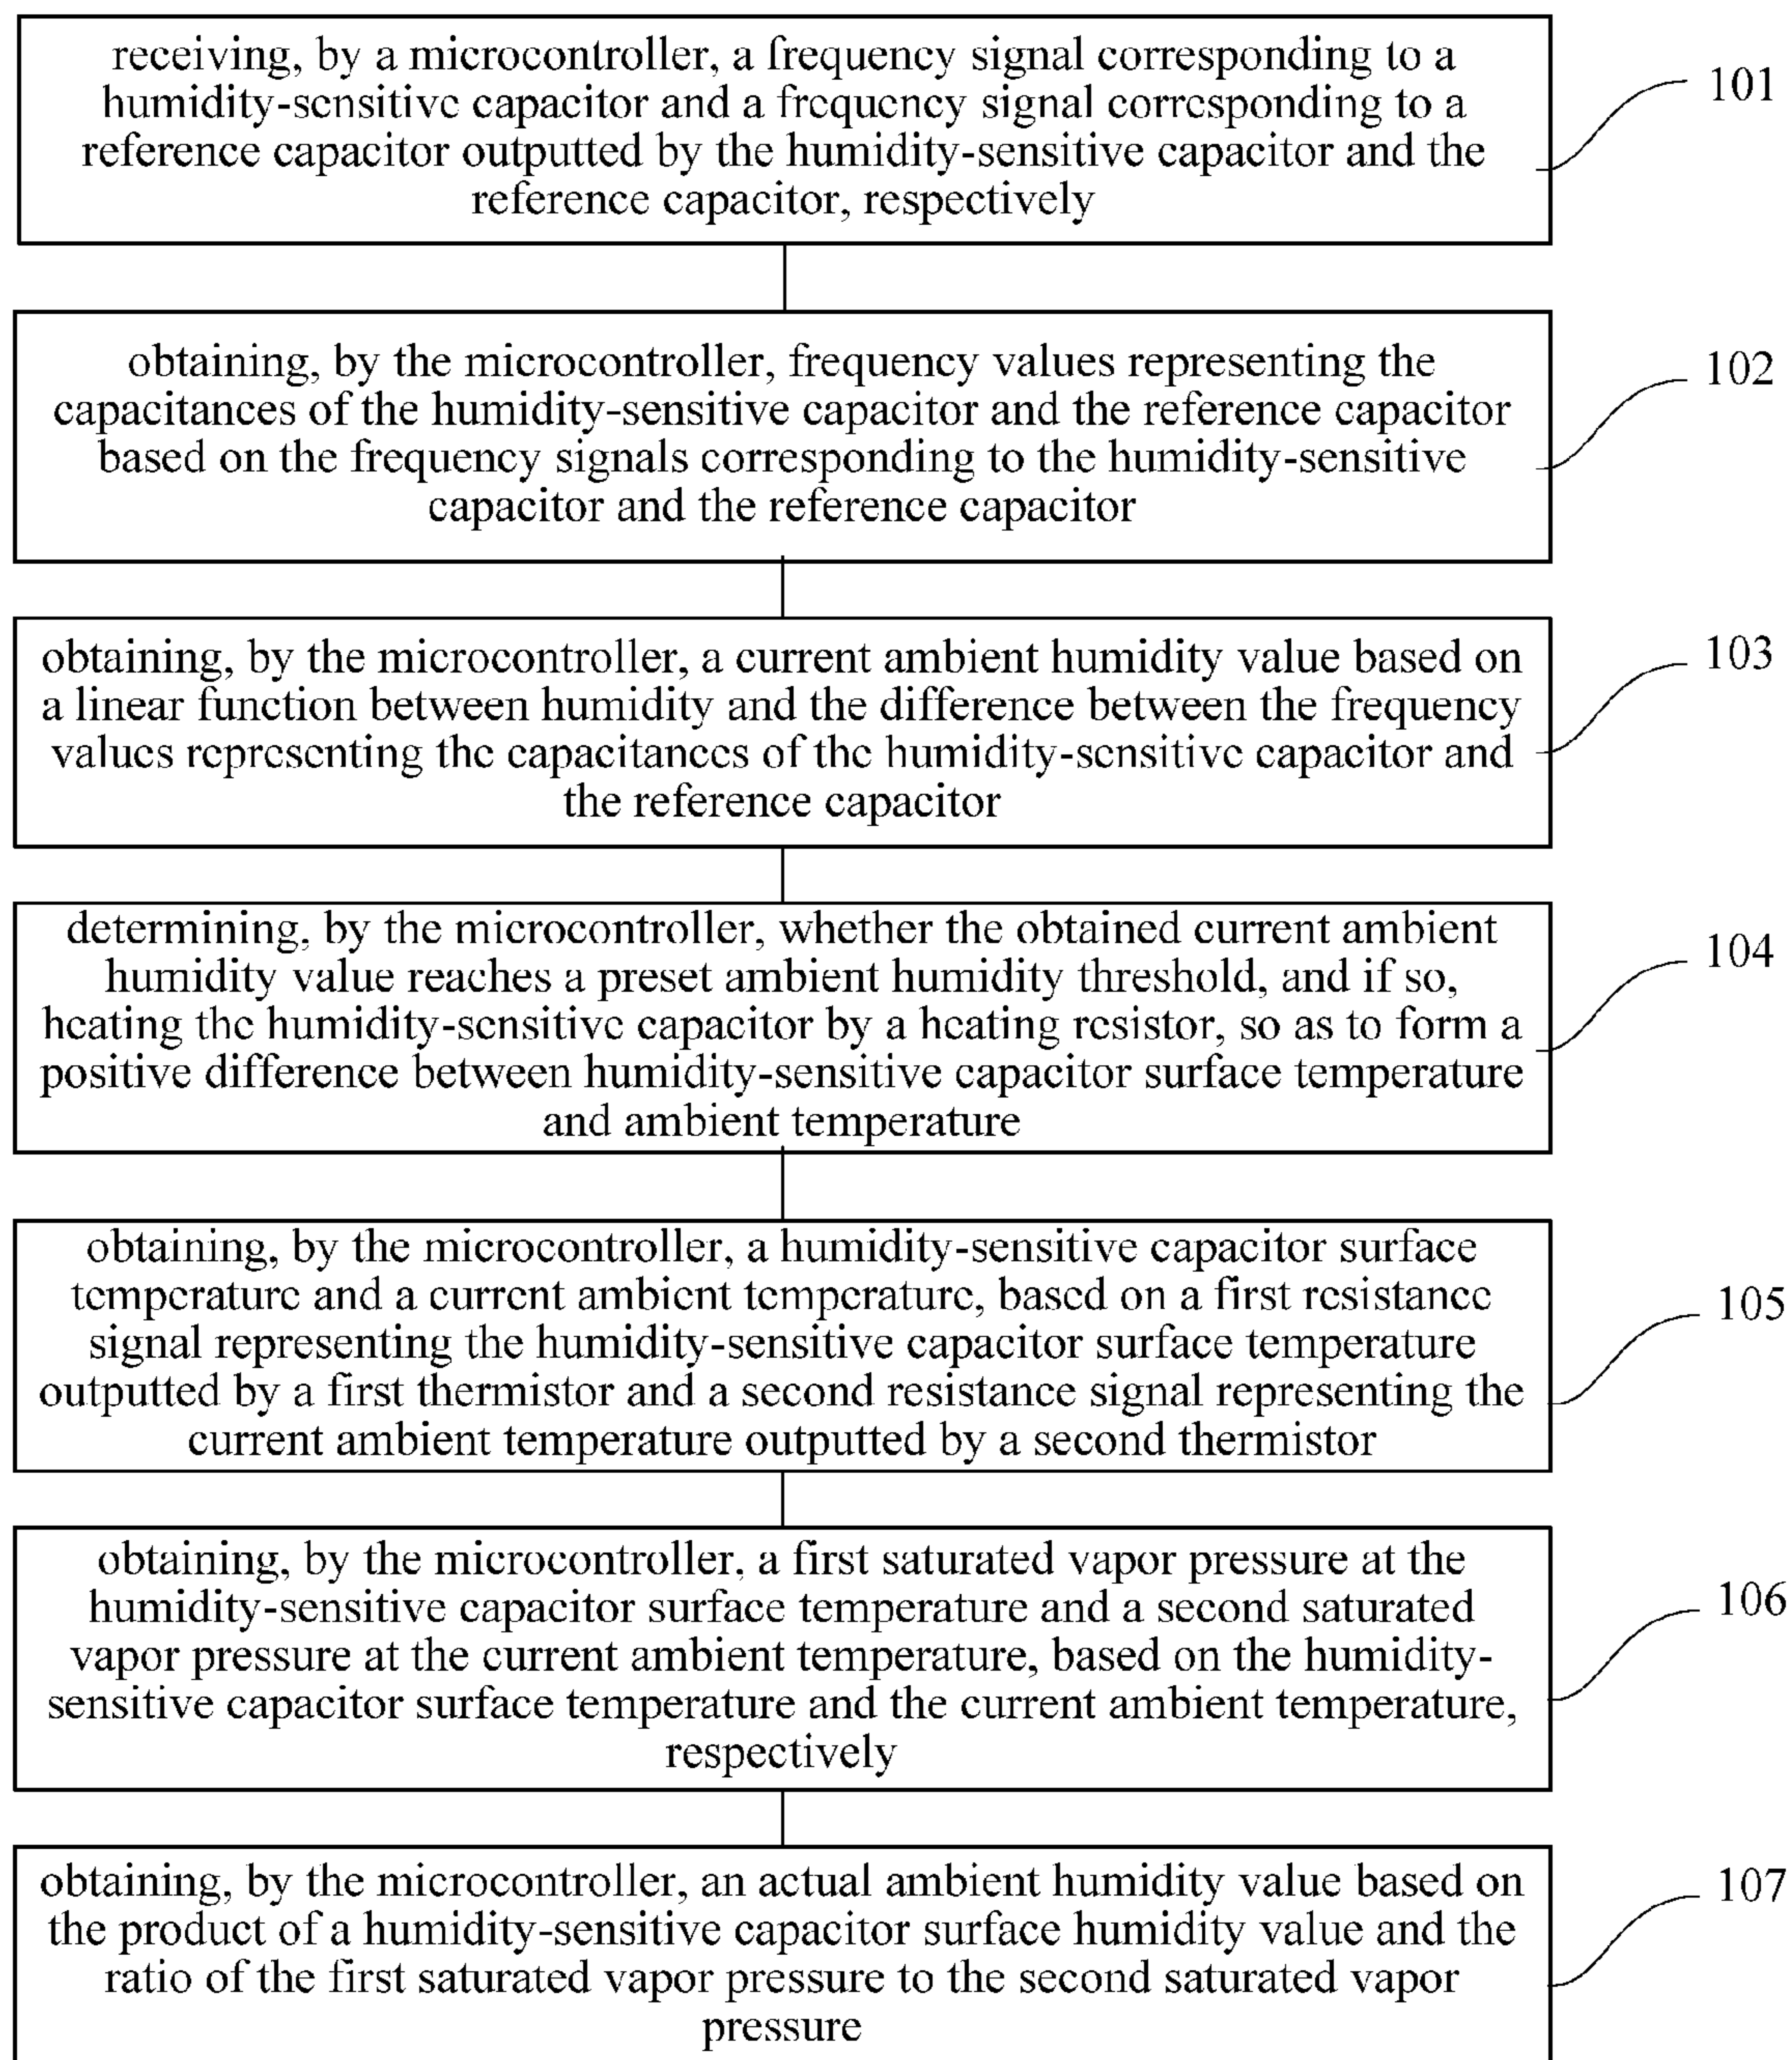 receiving, by a microcontroller, a frequency signal corresponding to a
humidity-sensitive capacitor and a frequency signal corresponding to a
reference capacitor outputted by the humidity-sensitive capacitor and the
reference capacitor, respectively
101
obtaining, by the microcontroller, frequency values representing the
capacitances of the humidity-sensitive capacitor and the reference capacitor
based on the frequency signals corresponding to the humidity-sensitive
capacitor and the reference capacitor
102
obtaining, by the microcontroller, a current ambient humidity value based on
a linear function between humidity and the difference between the frequency
values representing the capacitances of the humidity-sensitive capacitor and
the reference capacitor
103
determining, by the microcontroller, whether the obtained current ambient
humidity value reaches a preset ambient humidity threshold, and if so,
heating the humidity-sensitive capacitor by a heating resistor, so as to form a
positive difference between humidity-sensitive capacitor surface temperature
and ambient temperature
104
obtaining, by the microcontroller, a humidity-sensitive capacitor surface
temperature and a current ambient temperature, based on a first resistance
signal representing the humidity-sensitive capacitor surface temperature
outputted by a first thermistor and a second resistance signal representing the
current ambient temperature outputted by a second thermistor
105
obtaining, by the microcontroller, a first saturated vapor pressure at the
humidity-sensitive capacitor surface temperature and a second saturated
vapor pressure at the current ambient temperature, based on the humidity-
sensitive capacitor surface temperature and the current ambient temperature,
respectively
106
obtaining, by the microcontroller, an actual ambient humidity value based on
the product of a humidity-sensitive capacitor surface humidity value and the
ratio of the first saturated vapor pressure to the second saturated vapor
pressure
107